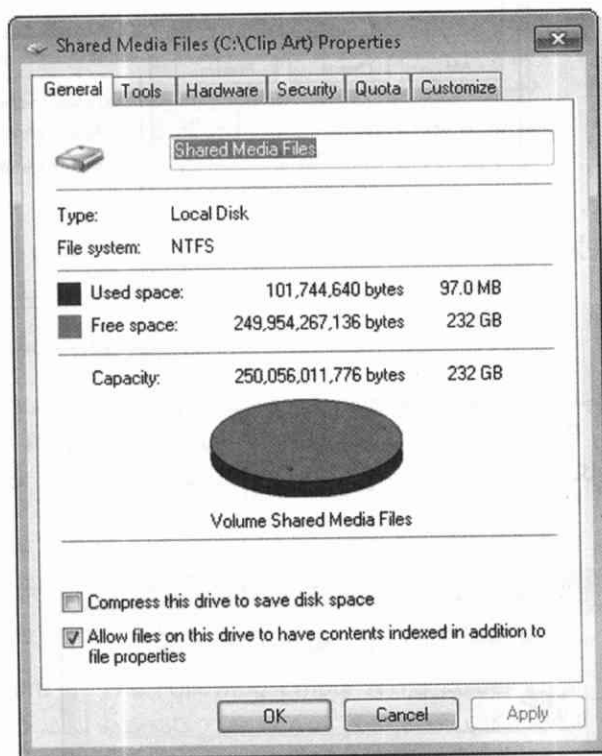 Shared Media Files (C:\Clip Art) Properties
General Tools Hardware Security Quota Customize
Shared Media Files
Type: Local Disk
File system: NTFS
Used space: 101,744,640 bytes 97.0 MB
Free space: 249,954,267,136 bytes 232 GB
Capacity: 250,056,011,776 bytes 232 GB
Volume Shared Media Files
Compress this drive to save disk space
Allow files on this drive to have contents indexed in addition to
file properties
OK Cancel Apply